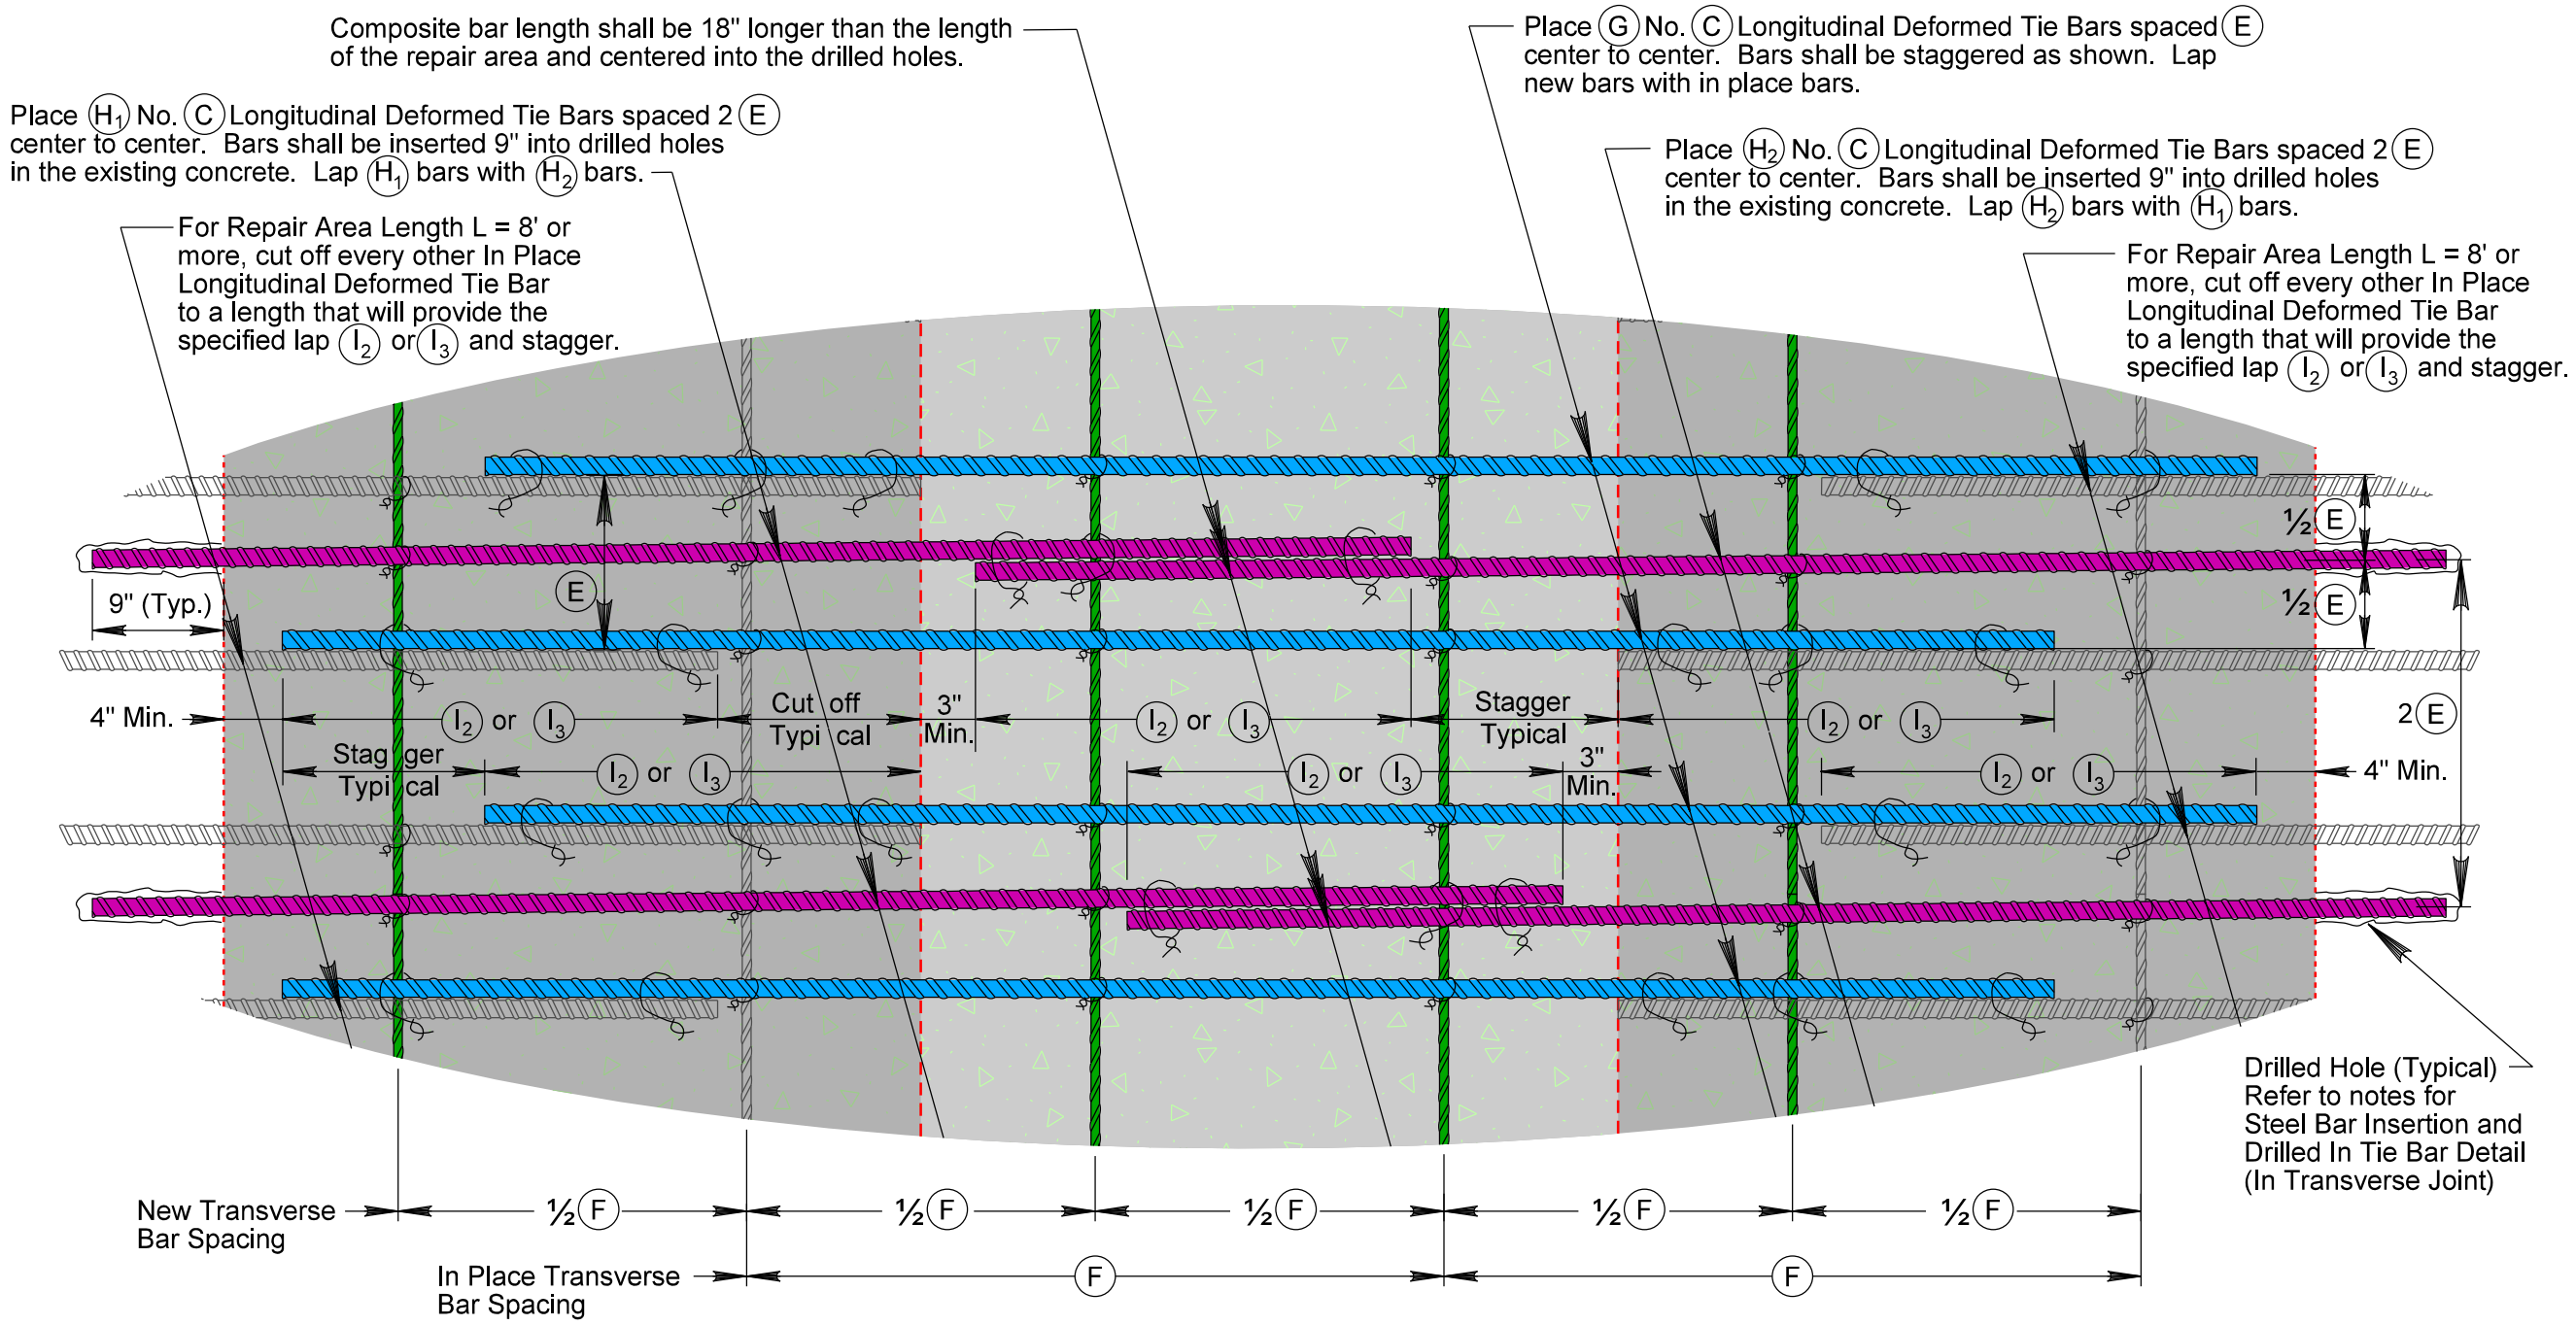 Composite bar length shall be 18" longer than the length
of the repair area and centered into the drilled holes.
Place G No. C Longitudinal Deformed Tie Bars spaced E
center to center. Bars shall be staggered as shown. Lap
new bars with in place bars.
Place H1 No. C Longitudinal Deformed Tie Bars spaced 2 E
center to center. Bars shall be inserted 9" into drilled holes
in the existing concrete. Lap H1 bars with H2 bars.
Place H2 No. C Longitudinal Deformed Tie Bars spaced 2 E
center to center. Bars shall be inserted 9" into drilled holes
in the existing concrete. Lap H2 bars with H1 bars.
For Repair Area Length L = 8' or
more, cut off every other In Place
Longitudinal Deformed Tie Bar
to a length that will provide the
specified lap I2 or I3 and stagger.
For Repair Area Length L = 8' or
more, cut off every other In Place
Longitudinal Deformed Tie Bar
to a length that will provide the
specified lap I2 or I3 and stagger.
½ E
E
9" (Typ.)
½ E
4" Min.
I2 or I3
Cut off
Typi cal
3"
Min.
I2 or I3
Stagger
Typical
I2 or I3
2 E
Stag ger
Typi cal
I2 or I3
I2 or I3
3"
Min.
I2 or I3
4" Min.
Drilled Hole (Typical)
Refer to notes for
Steel Bar Insertion and
Drilled In Tie Bar Detail
(In Transverse Joint)
New Transverse
Bar Spacing
½ F
½ F
½ F
½ F
½ F
In Place Transverse
Bar Spacing
F
F